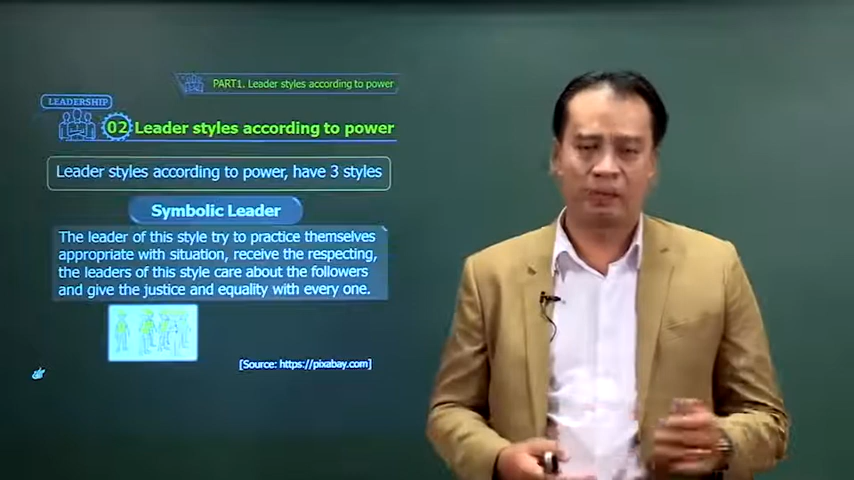 PART1. Leader styles according to power
LEADERSHIP
02 Leader styles according to power
Leader styles according to power, have 3 styles
Symbolic Leader
The leader of this style try to practice themselves
appropriate with situation, receive the respecting,
the leaders of this style care about the followers
and give the justice and equality with every one.
[Source: https://pixabay.com]